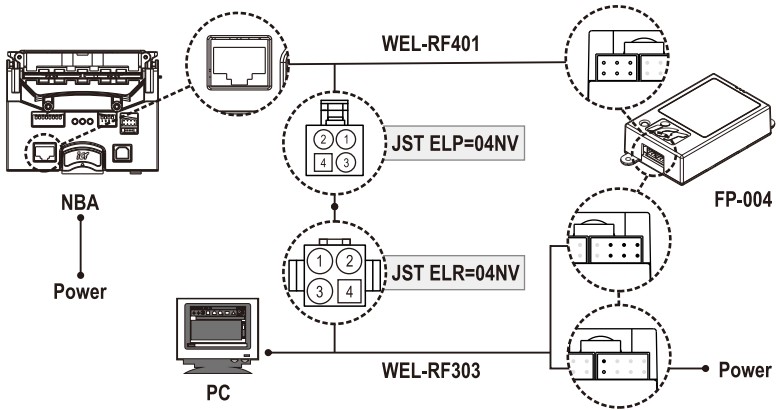 WEL-RF401
2 1
4 3
JST ELP=04NV
NBA
FP-004
1 2
3 4
JST ELR=04NV
Power
PC
WEL-RF303
Power